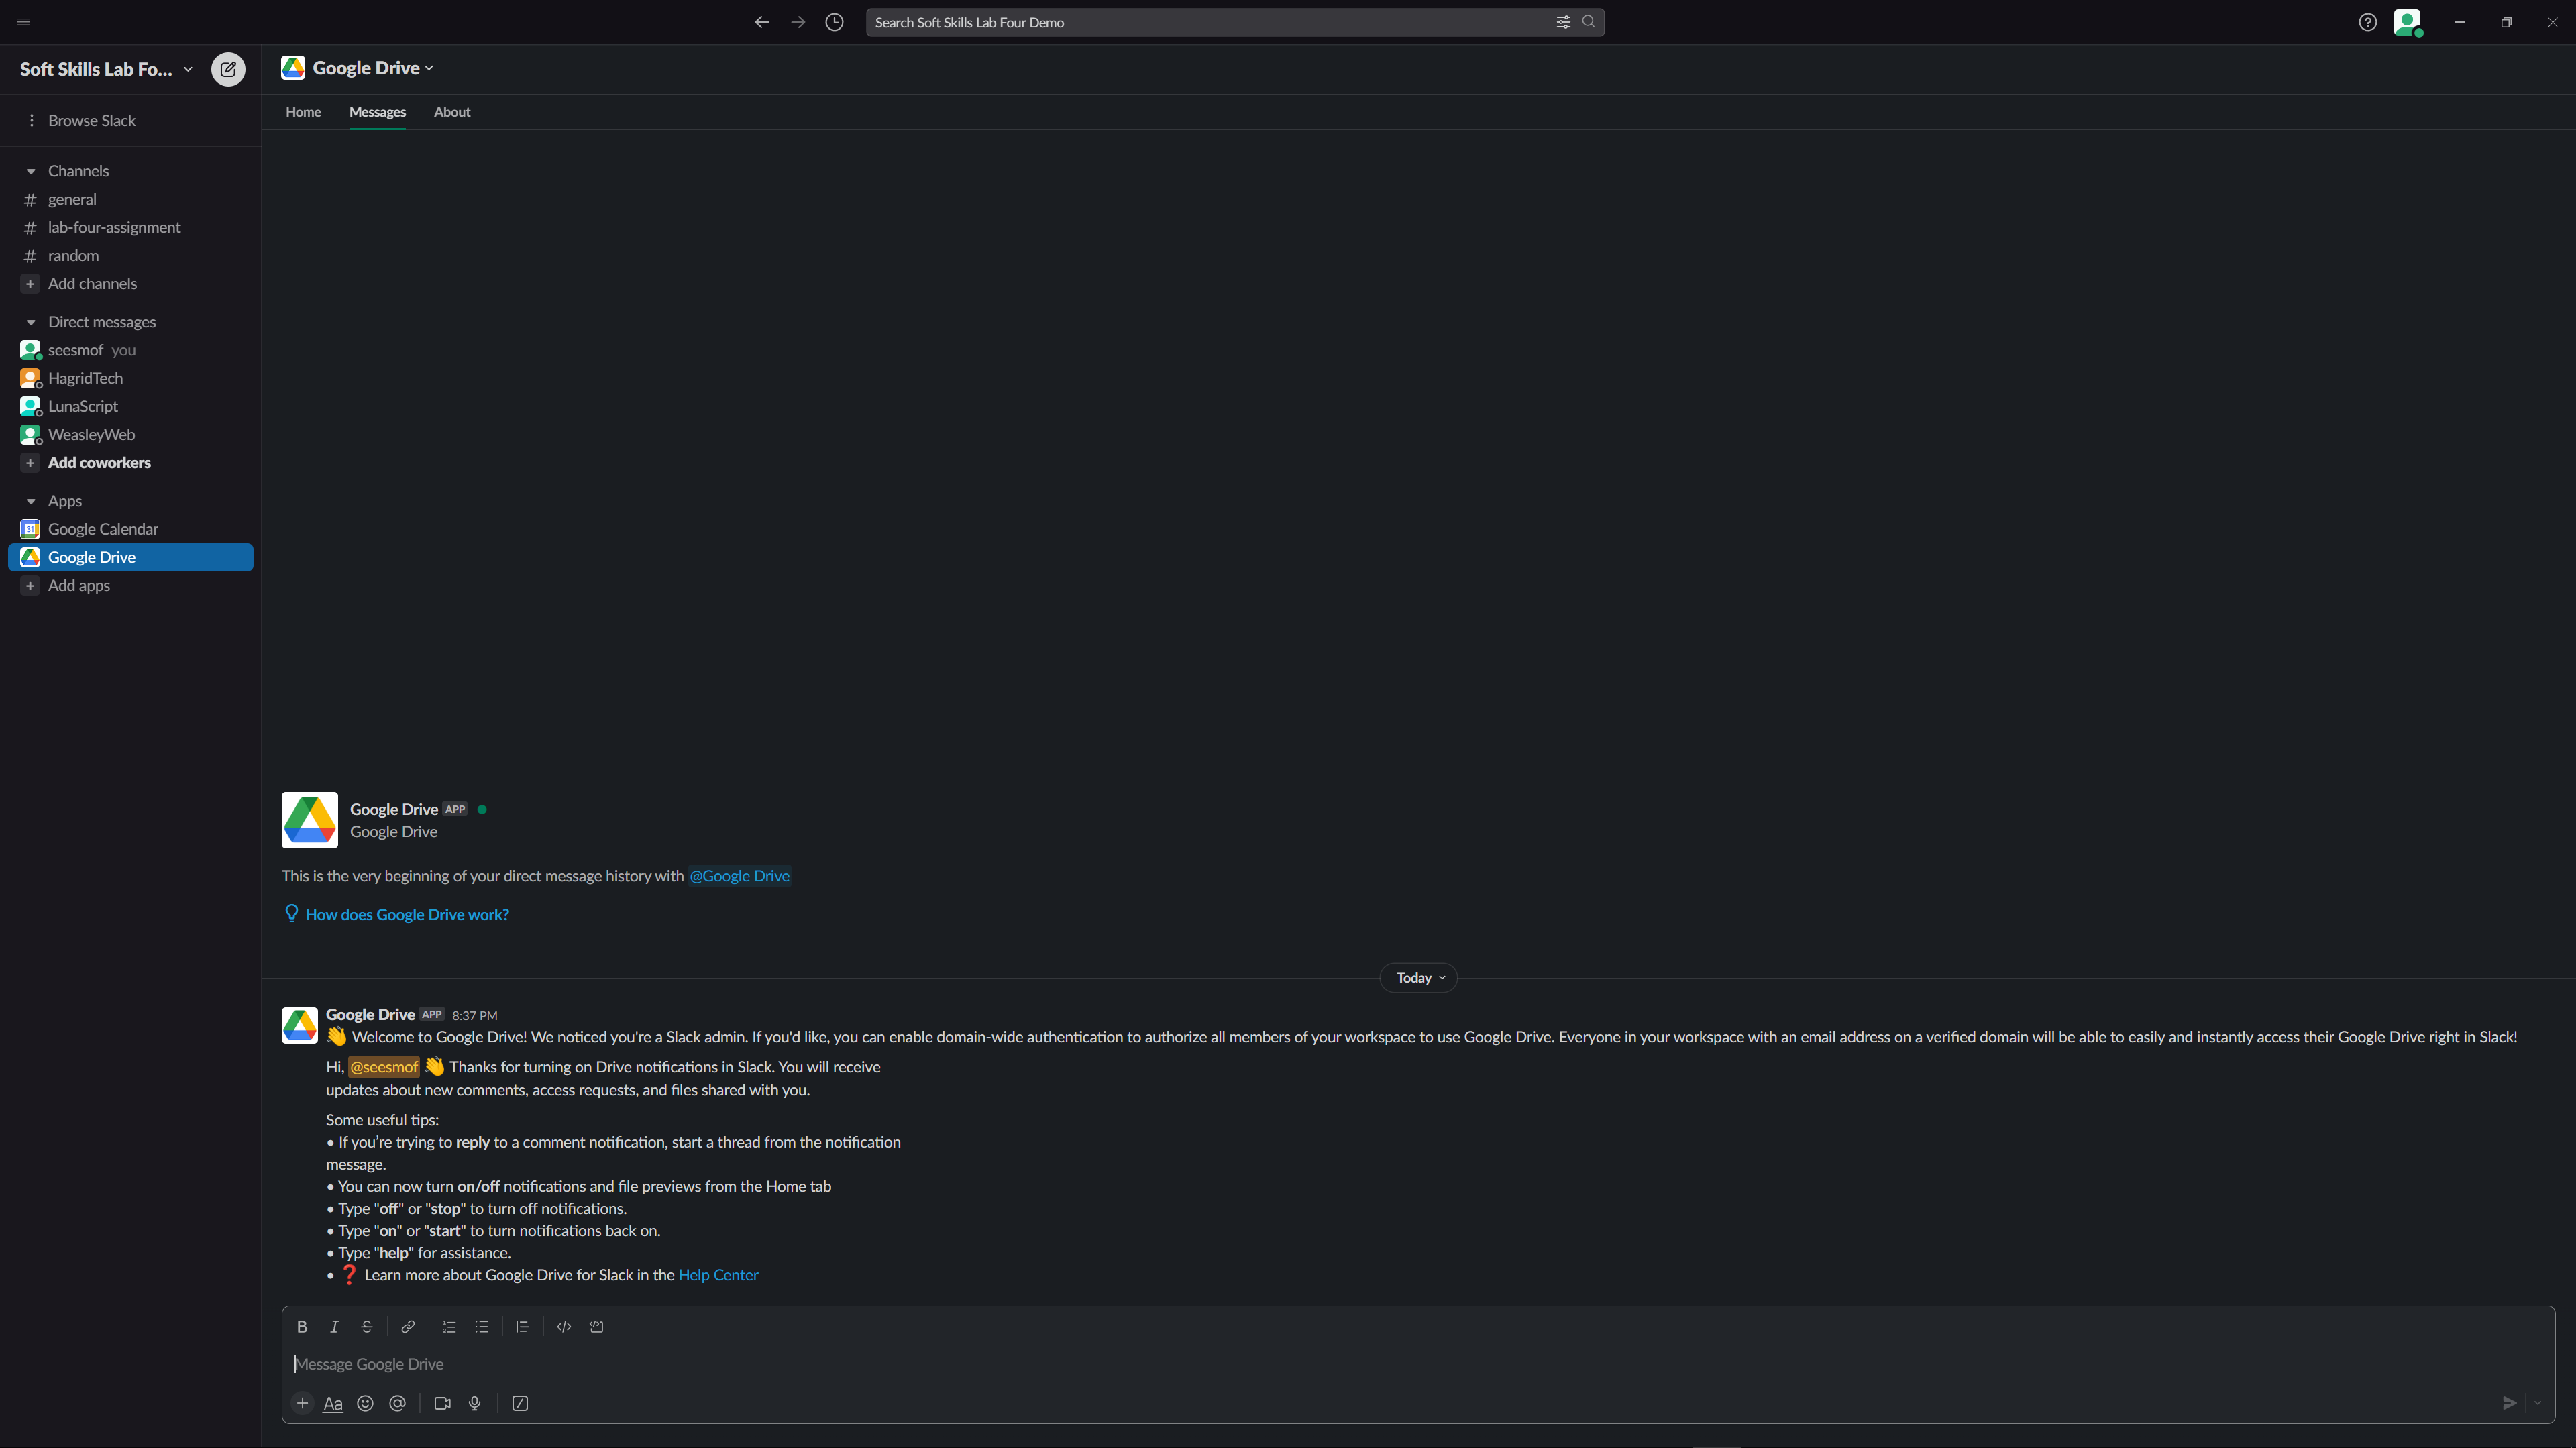 Search Soft Skills Lab Four Demo
Soft Skills Lab Fo...
Browse Slack
Channels
# general
# lab-four-assignment
# random
+ Add channels
Direct messages
seesmof you
HagridTech
LunaScript
WeasleyWeb
+ Add coworkers
Apps
31 Google Calendar
Google Drive
+ Add apps
Google Drive
Home Messages About
Google Drive APP
Google Drive
This is the very beginning of your direct message history with @Google Drive
How does Google Drive work?
Today
Google Drive APP 8:37 PM
👋 Welcome to Google Drive! We noticed you're a Slack admin. If you'd like, you can enable domain-wide authentication to authorize all members of your workspace to use Google Drive. Everyone in your workspace with an email address on a verified domain will be able to easily and instantly access their Google Drive right in Slack!
Hi, @seesmof 👋 Thanks for turning on Drive notifications in Slack. You will receive
updates about new comments, access requests, and files shared with you.
Some useful tips:
• If you’re trying to reply to a comment notification, start a thread from the notification
message.
• You can now turn on/off notifications and file previews from the Home tab
• Type "off" or "stop" to turn off notifications.
• Type "on" or "start" to turn notifications back on.
• Type "help" for assistance.
• ❓ Learn more about Google Drive for Slack in the Help Center
B I S
Message Google Drive
+ Aa @